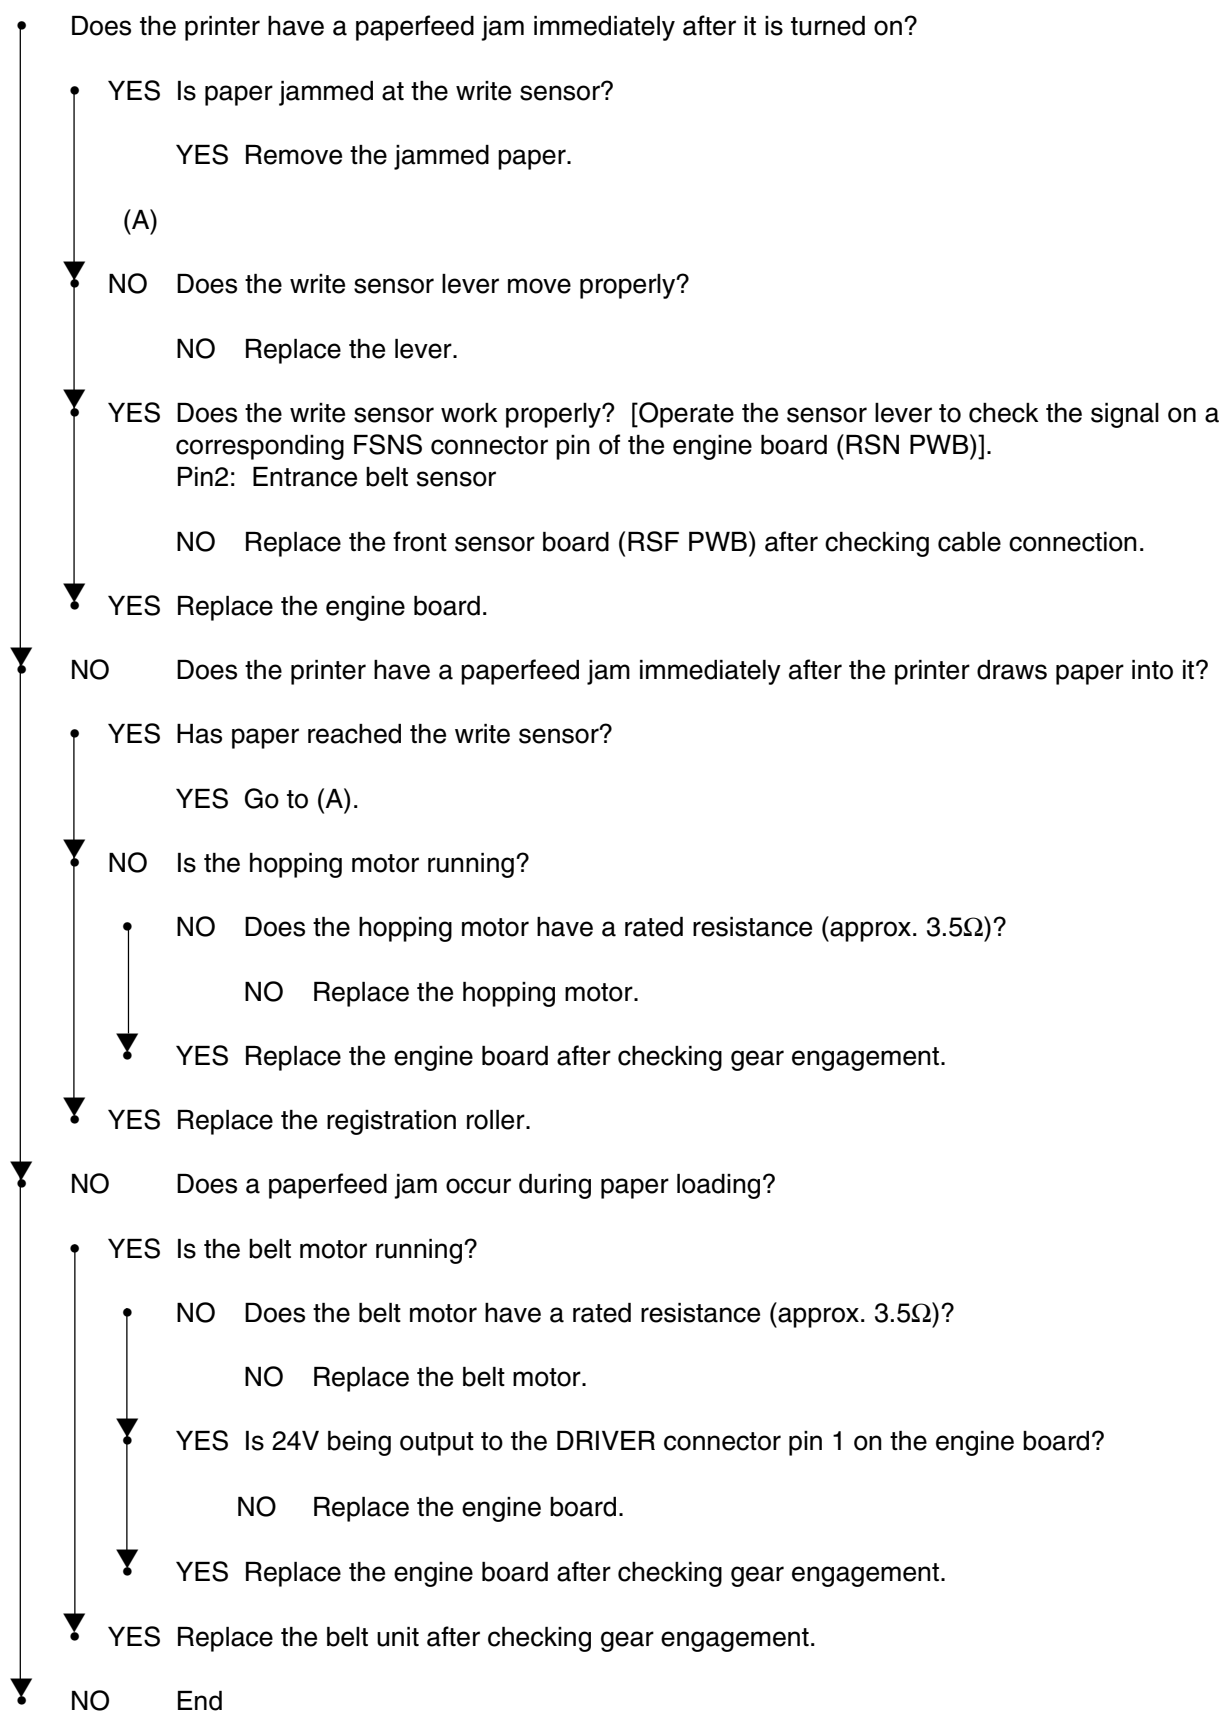 Does the printer have a paperfeed jam immediately after it is turned on?
YES Is paper jammed at the write sensor?
YES Remove the jammed paper.
(A)
NO Does the write sensor lever move properly?
NO Replace the lever.
YES Does the write sensor work properly? [Operate the sensor lever to check the signal on a
corresponding FSNS connector pin of the engine board (RSN PWB)].
Pin2: Entrance belt sensor
NO Replace the front sensor board (RSF PWB) after checking cable connection.
YES Replace the engine board.
NO Does the printer have a paperfeed jam immediately after the printer draws paper into it?
YES Has paper reached the write sensor?
YES Go to (A).
NO Is the hopping motor running?
NO Does the hopping motor have a rated resistance (approx. 3.5Ω)?
NO Replace the hopping motor.
YES Replace the engine board after checking gear engagement.
YES Replace the registration roller.
NO Does a paperfeed jam occur during paper loading?
YES Is the belt motor running?
NO Does the belt motor have a rated resistance (approx. 3.5Ω)?
NO Replace the belt motor.
YES Is 24V being output to the DRIVER connector pin 1 on the engine board?
NO Replace the engine board.
YES Replace the engine board after checking gear engagement.
YES Replace the belt unit after checking gear engagement.
NO End